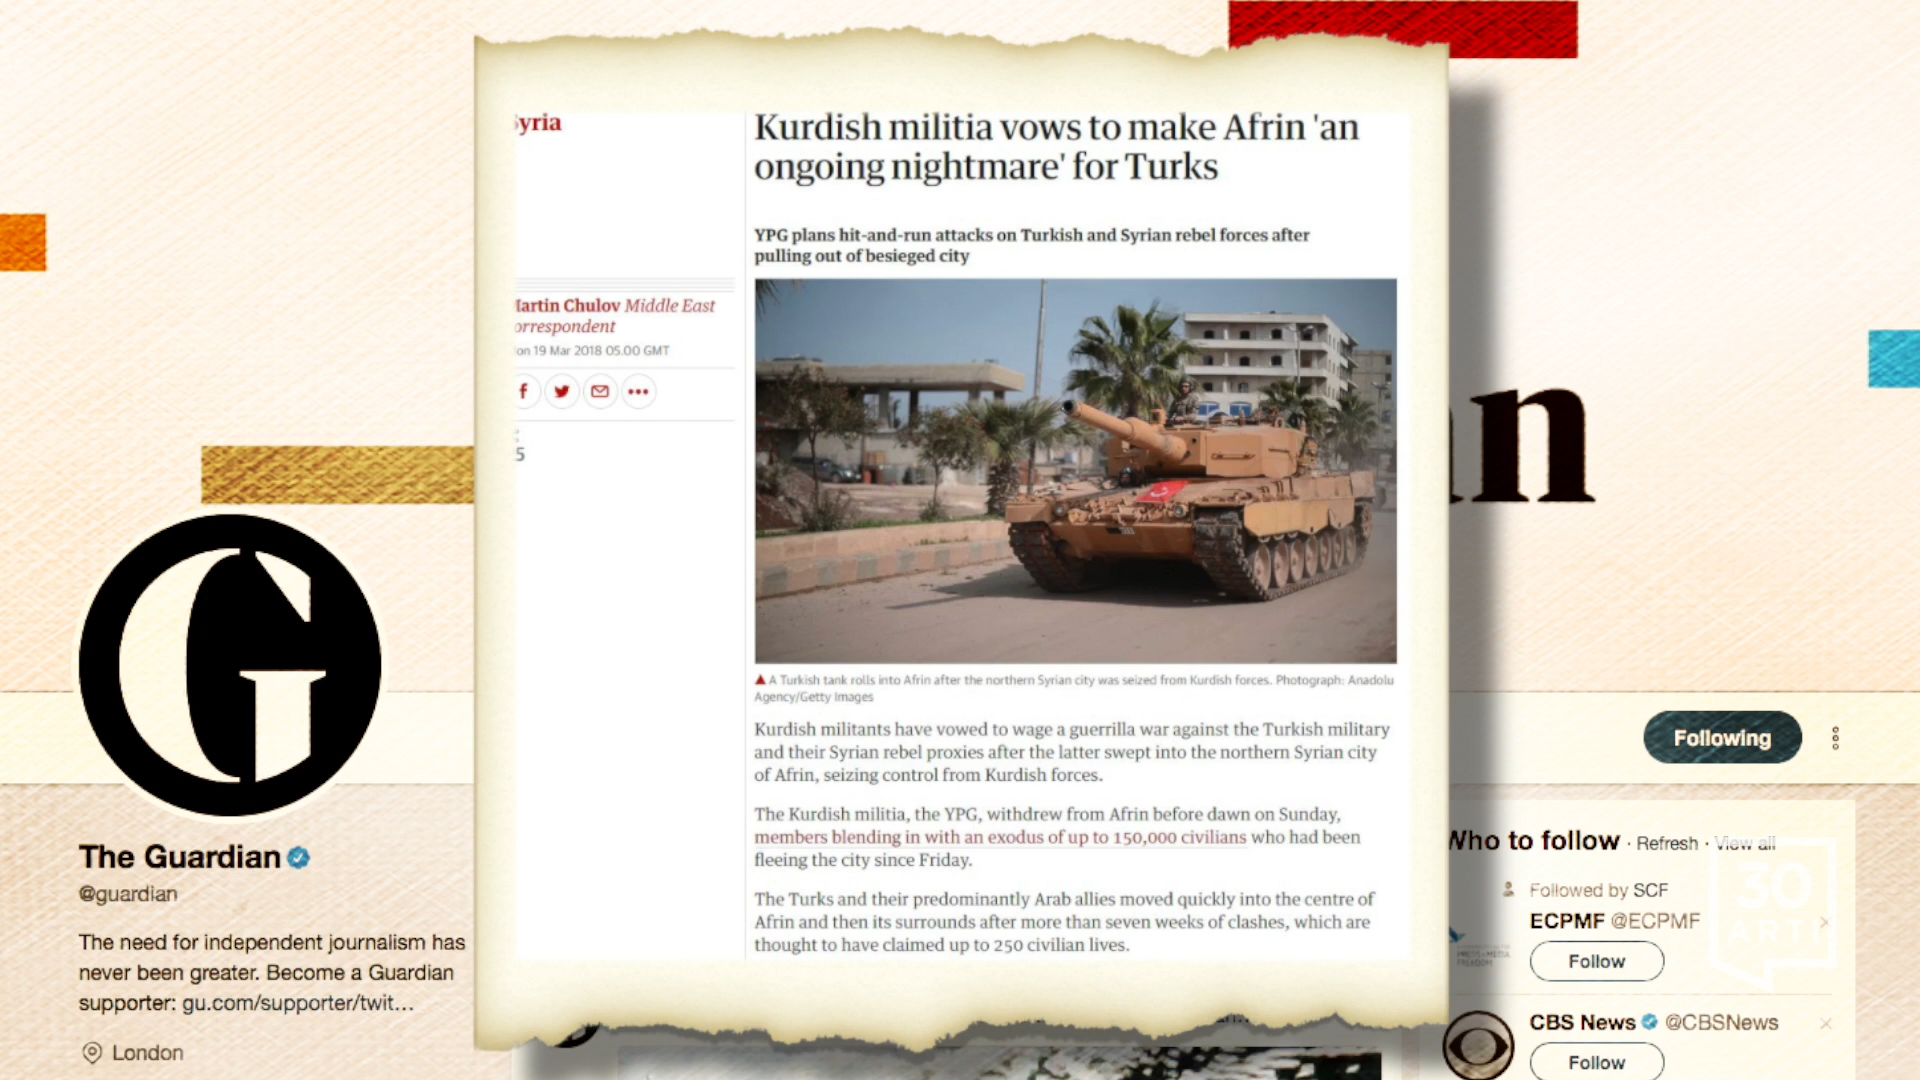 yria
Kurdish militia vows to make Afrin 'an
ongoing nightmare' for Turks
YPG plans hit-and-run attacks on Turkish and Syrian rebel forces after
pulling out of besieged city
artin Chulov Middle East
orrespondent
on 19 Mar 2018 05.00 GMT
5
A Turkish tank rolls into Afrin after the northern Syrian city was seized from Kurdish forces. Photograph: Anadolu
Agency/Getty Images
Kurdish militants have vowed to wage a guerrilla war against the Turkish military
and their Syrian rebel proxies after the latter swept into the northern Syrian city
of Afrin, seizing control from Kurdish forces.
The Kurdish militia, the YPG, withdrew from Afrin before dawn on Sunday,
members blending in with an exodus of up to 150,000 civilians who had been
fleeing the city since Friday.
The Turks and their predominantly Arab allies moved quickly into the centre of
Afrin and then its surrounds after more than seven weeks of clashes, which are
thought to have claimed up to 250 civilian lives.
n
G
The Guardian
@guardian
The need for independent journalism has
never been greater. Become a Guardian
supporter: gu.com/supporter/twit...
London
Following
Who to follow · Refresh · View all
Followed by SCF
ECPMF @ECPMF
Follow
CBS News @CBSNews
Follow
30
ARTI